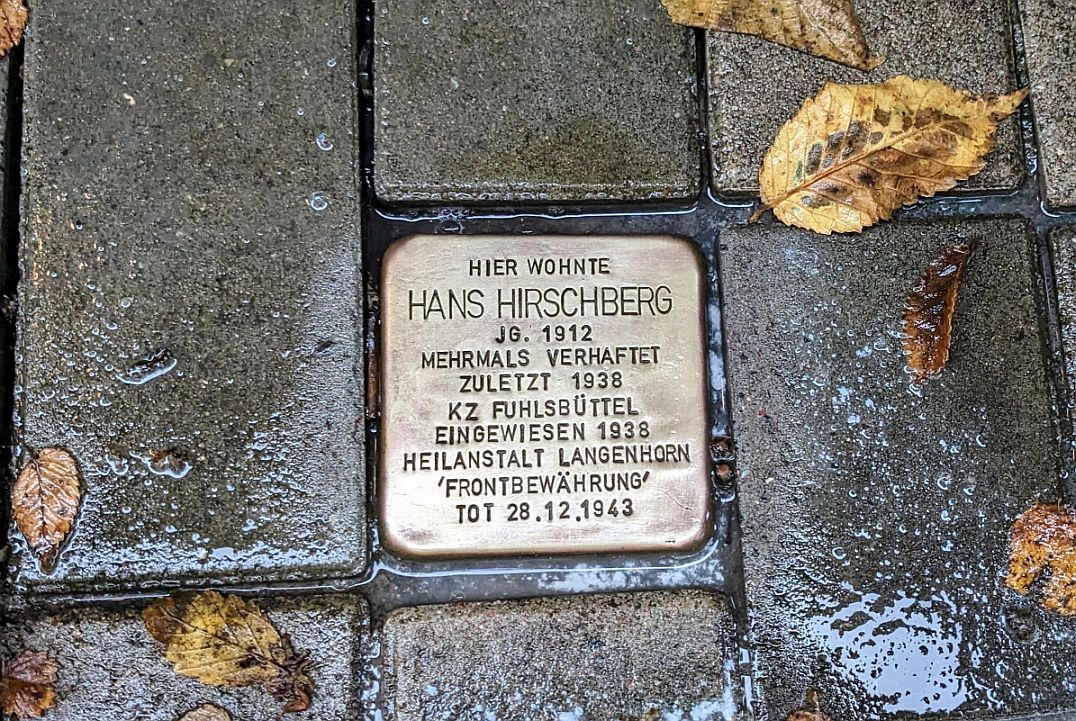 HIER WOHNTE
HANS HIRSCHBERG
JG. 1912
MEHRMALS VERHAFTET
ZULETZT 1938
KZ FUHLSBÜTTEL
EINGEWIESEN 1938
HEILANSTALT LANGENHORN
'FRONTBEWÄHRUNG'
TOT 28.12.1943